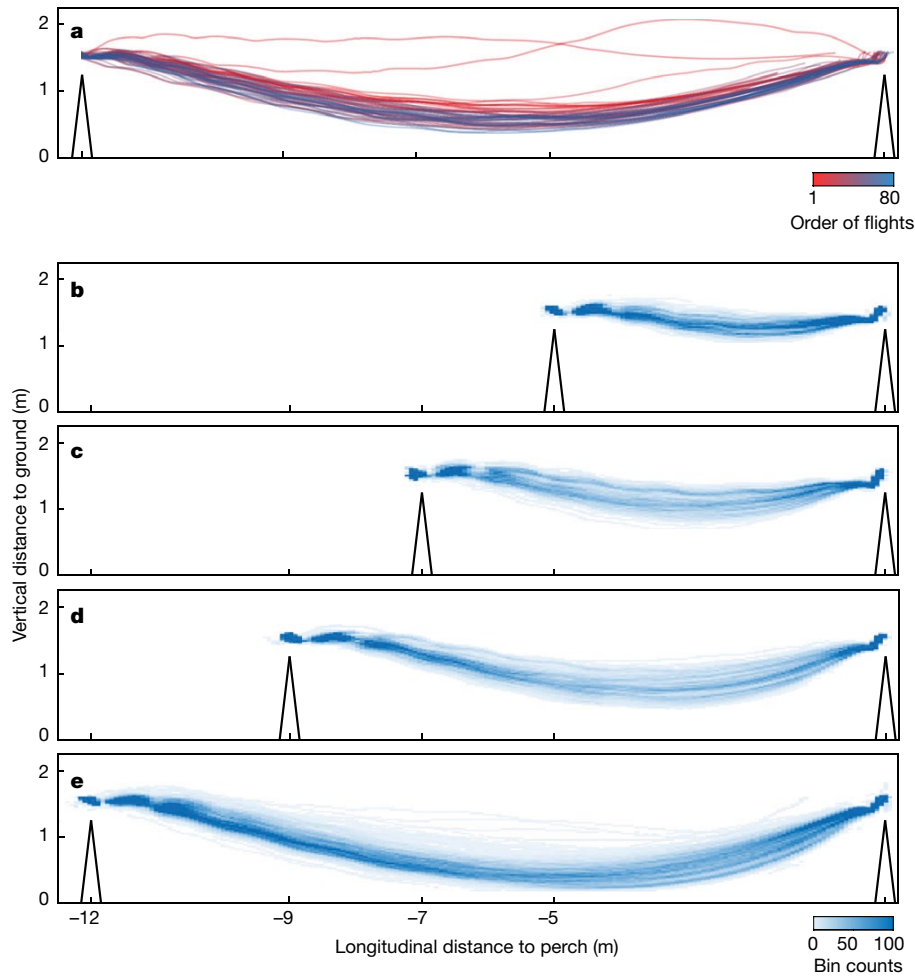 a
2
1
0
1 80
Order of flights
b
2
1
0
c
2
1
0
d
2
1
0
e
2
1
0
Vertical distance to ground (m)
–12 –9 –7 –5
Longitudinal distance to perch (m)
0 50 100
Bin counts